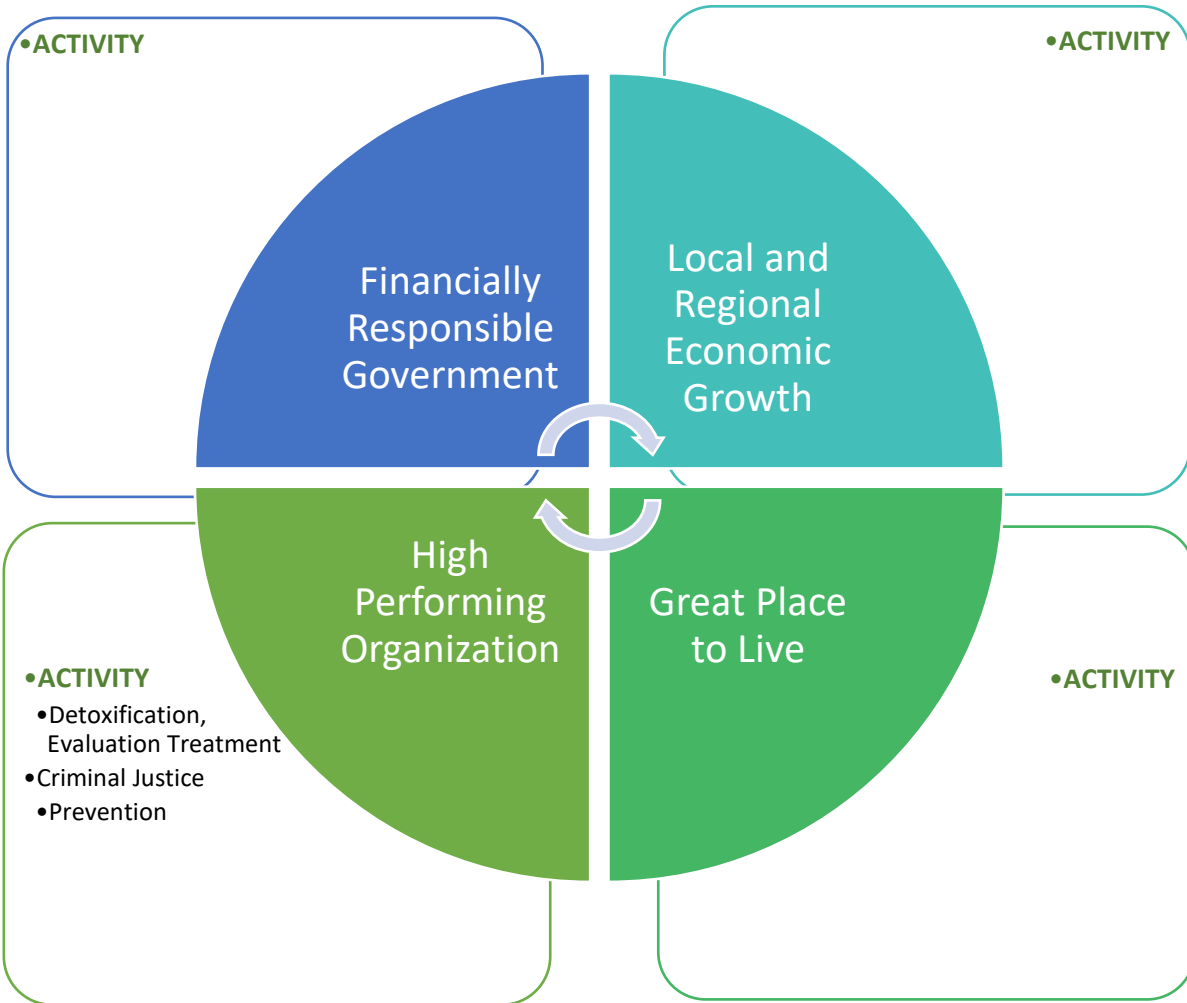 •ACTIVITY
•ACTIVITY
Financially
Responsible
Government
Local and
Regional
Economic
Growth
High
Performing
Organization
Great Place
to Live
•ACTIVITY
•Detoxification,
Evaluation Treatment
•Criminal Justice
•Prevention
•ACTIVITY